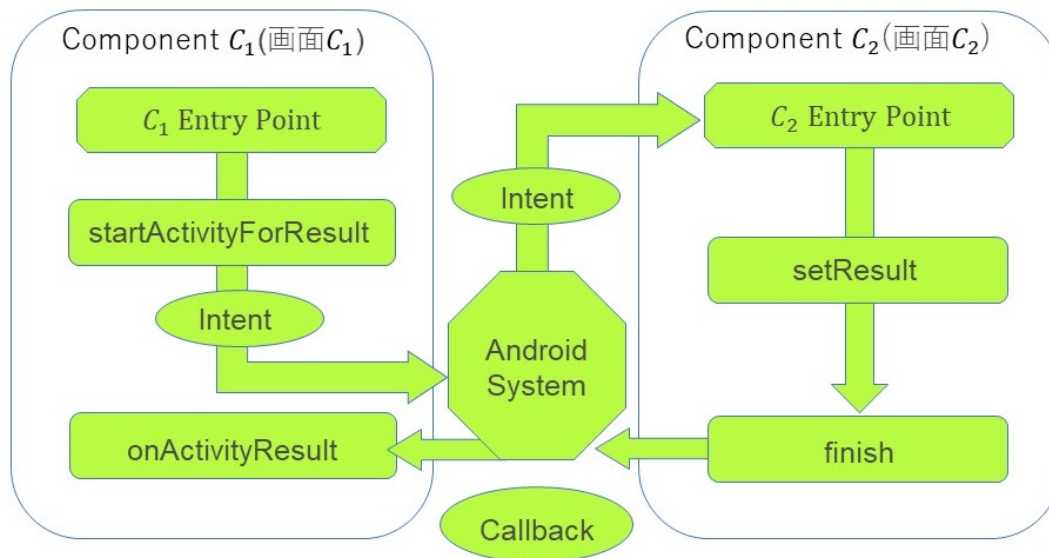 Component C₁(画面C₁)
C₁ Entry Point
startActivityForResult
Intent
onActivityResult
Intent
Android
System
Callback
Component C₂(画面C₂)
C₂ Entry Point
setResult
finish